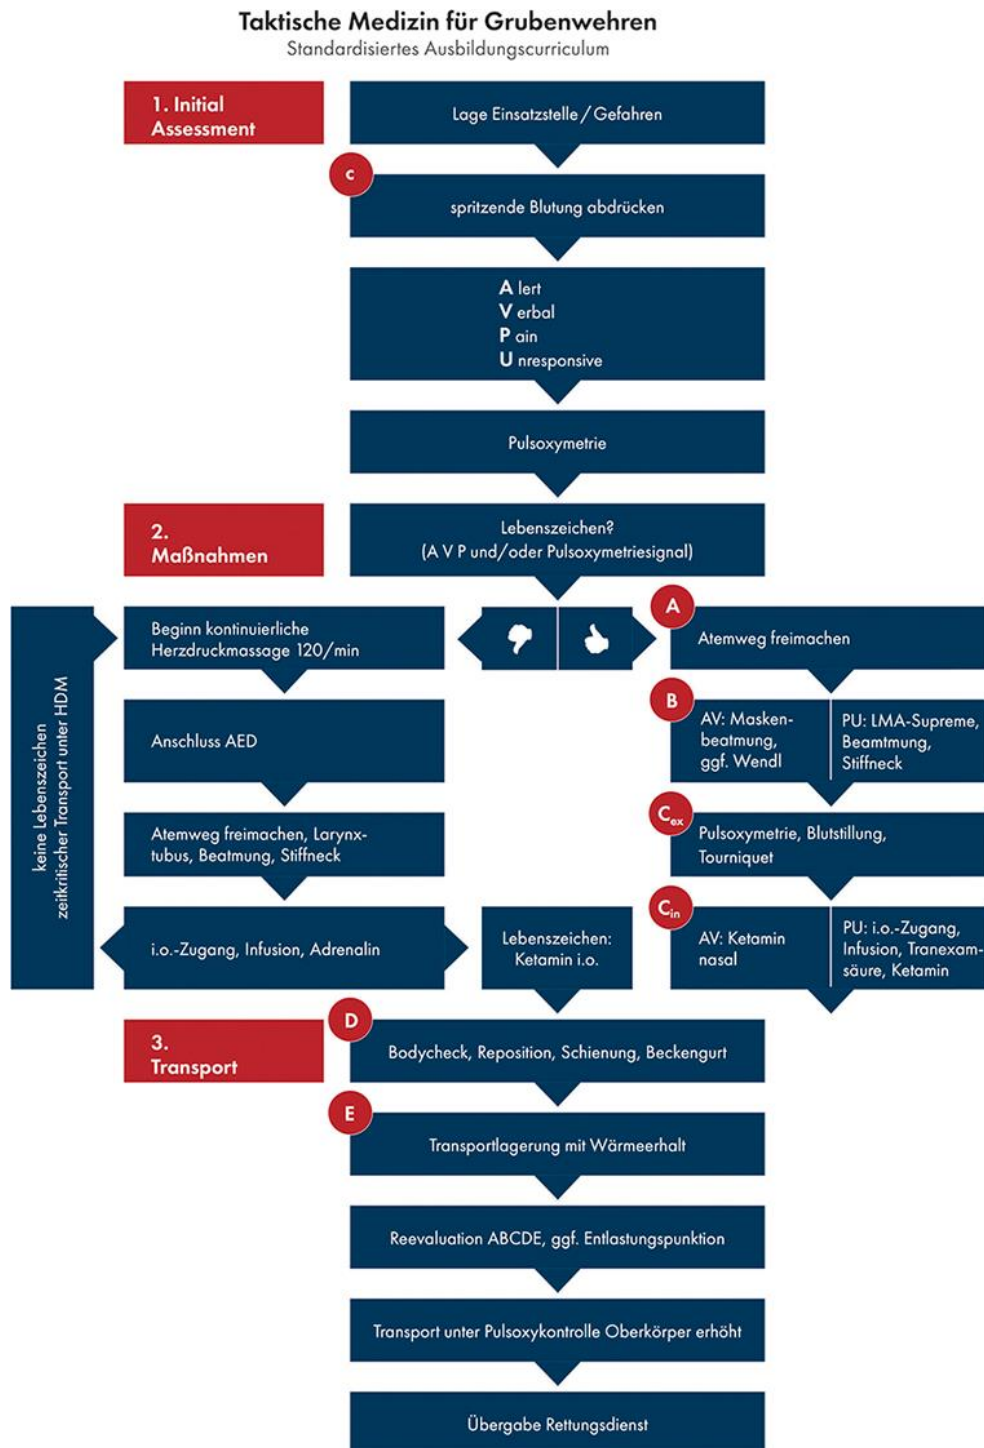 Taktische Medizin für Grubenwehren
Standardisiertes Ausbildungscurriculum
1. Initial
Assessment
Lage Einsatzstelle / Gefahren
c
spritzende Blutung abdrücken
A lert
V erbal
P ain
U nresponsive
Pulsoxymetrie
2.
Maßnahmen
Lebenszeichen?
(A V P und/oder Pulsoxymetriesignal)
keine Lebenszeichen
zeitkritischer Transport unter HDM
Beginn kontinuierliche
Herzdruckmassage 120/min
Anschluss AED
Atemweg freimachen, Larynx-
tubus, Beatmung, Stiffneck
i.o.-Zugang, Infusion, Adrenalin
Lebenszeichen:
Ketamin i.o.
A
Atemweg freimachen
B
AV: Masken-
beatmung,
ggf. Wendl
PU: LMA-Supreme,
Beamtmung,
Stiffneck
Cex
Pulsoxymetrie, Blutstillung,
Tourniquet
Cin
AV: Ketamin
nasal
PU: i.o.-Zugang,
Infusion, Tranexam-
säure, Ketamin
3.
Transport
D
Bodycheck, Reposition, Schienung, Beckengurt
E
Transportlagerung mit Wärmeerhalt
Reevaluation ABCDE, ggf. Entlastungspunktion
Transport unter Pulsoxykontrolle Oberkörper erhöht
Übergabe Rettungsdienst